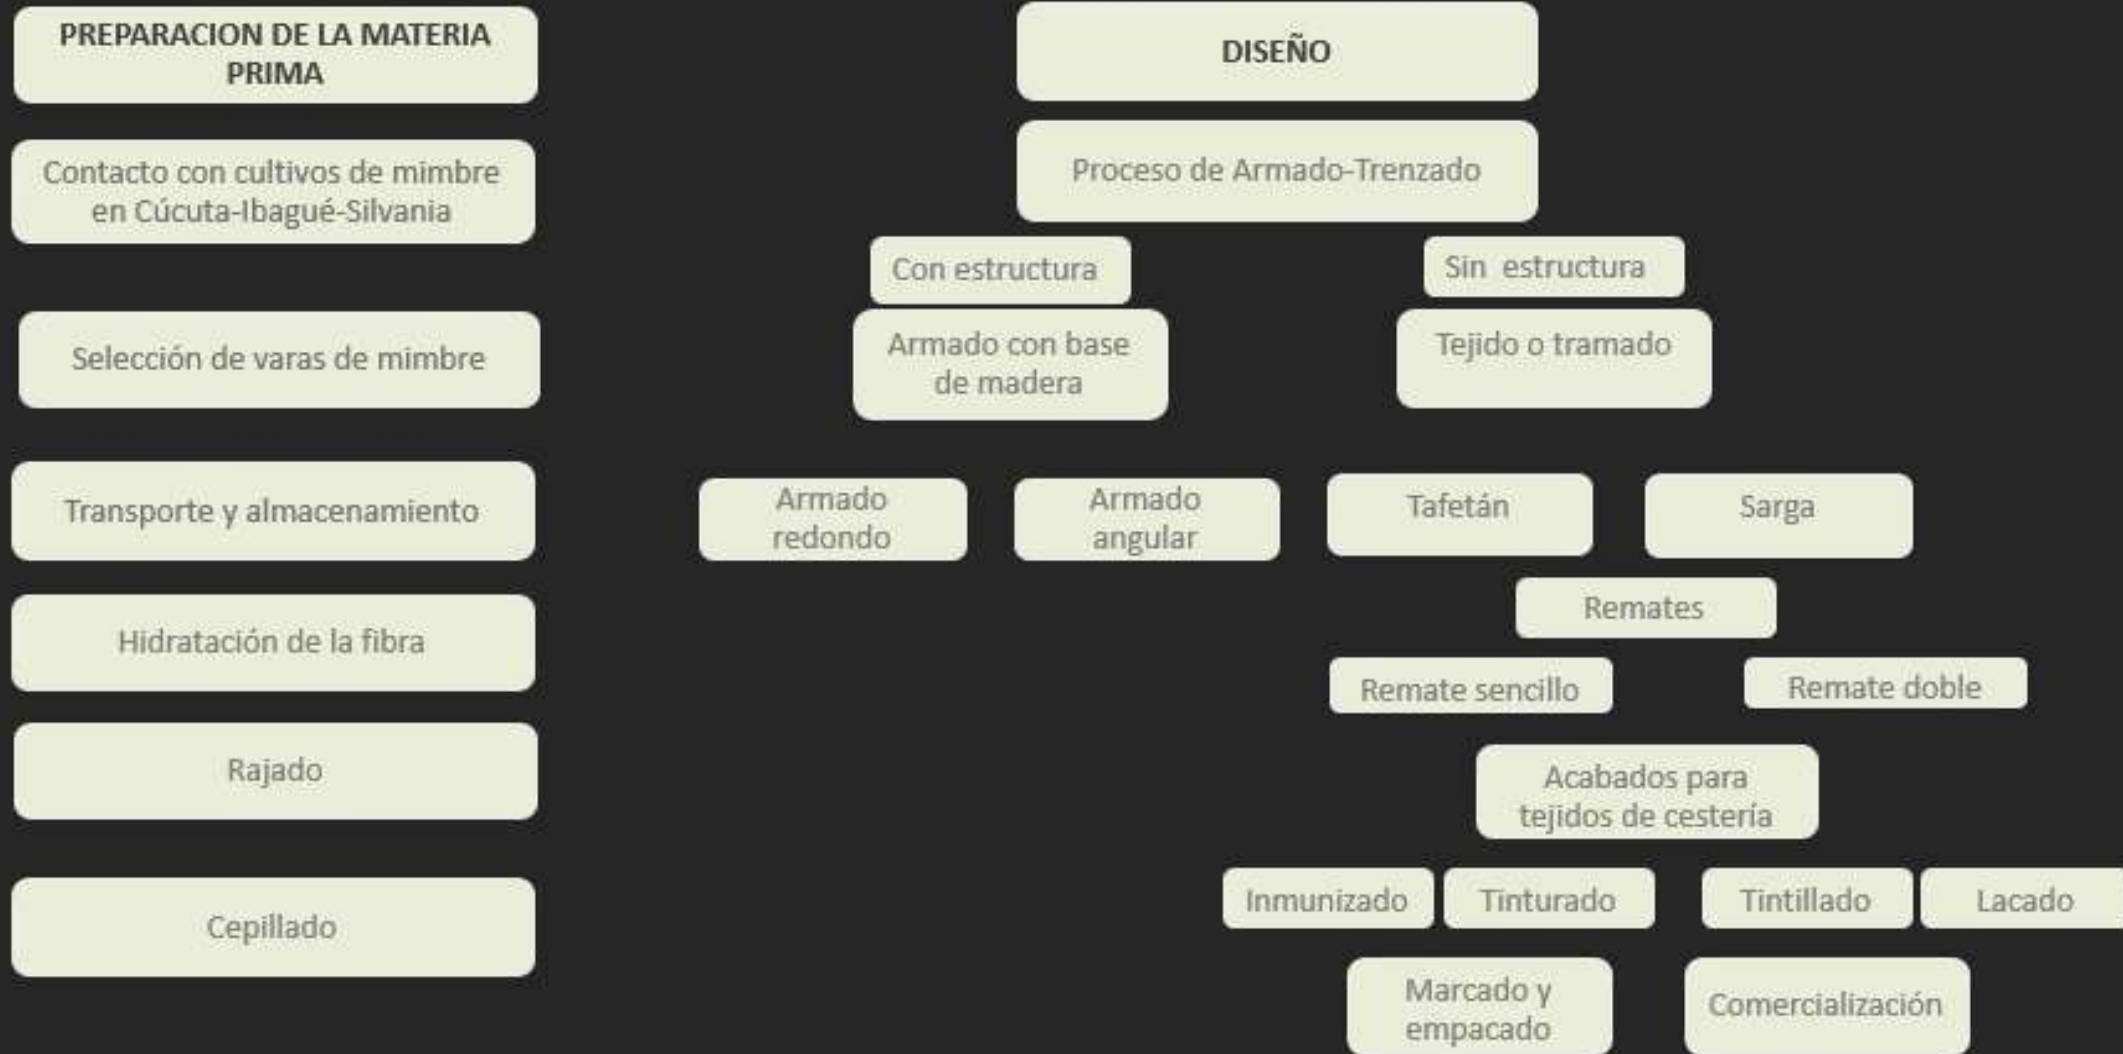 PREPARACION DE LA MATERIA
PRIMA
Contacto con cultivos de mimbre
en Cúcuta-Ibagué-Silvania
Selección de varas de mimbre
Transporte y almacenamiento
Hidratación de la fibra
Rajado
Cepillado
DISEÑO
Proceso de Armado-Trenzado
Con estructura
Sin estructura
Armado con base
de madera
Tejido o tramado
Armado
redondo
Armado
angular
Tafetán
Sarga
Remates
Remate sencillo
Remate doble
Acabados para
tejidos de cestería
Inmunizado
Tinturado
Tintillado
Lacado
Marcado y
empacado
Comercialización